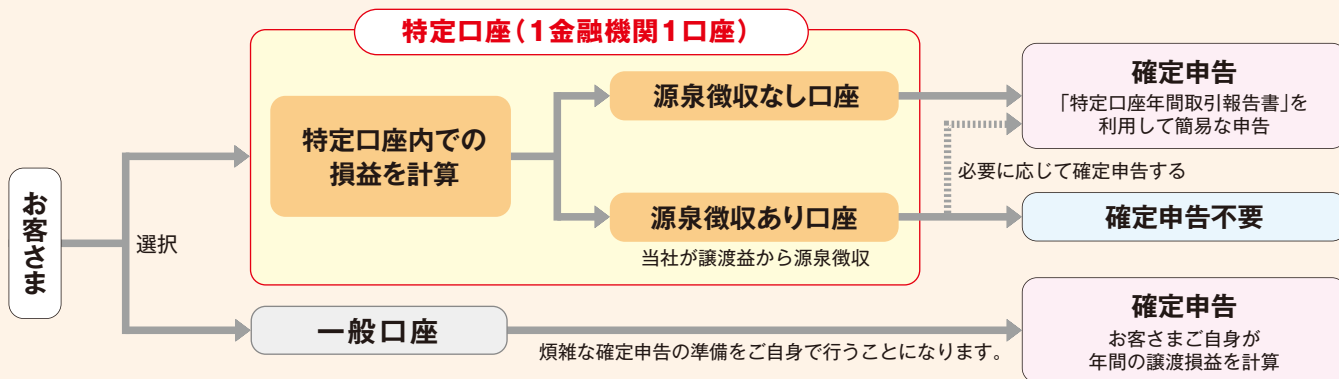 お客さま
選択
特定口座（1金融機関1口座）
特定口座内での
損益を計算
源泉徴収なし口座
源泉徴収あり口座
当社が譲渡益から源泉徴収
確定申告
「特定口座年間取引報告書」を
利用して簡易な申告
必要に応じて確定申告する
確定申告不要
一般口座
煩雑な確定申告の準備をご自身で行うことになります。
確定申告
お客さまご自身が
年間の譲渡損益を計算